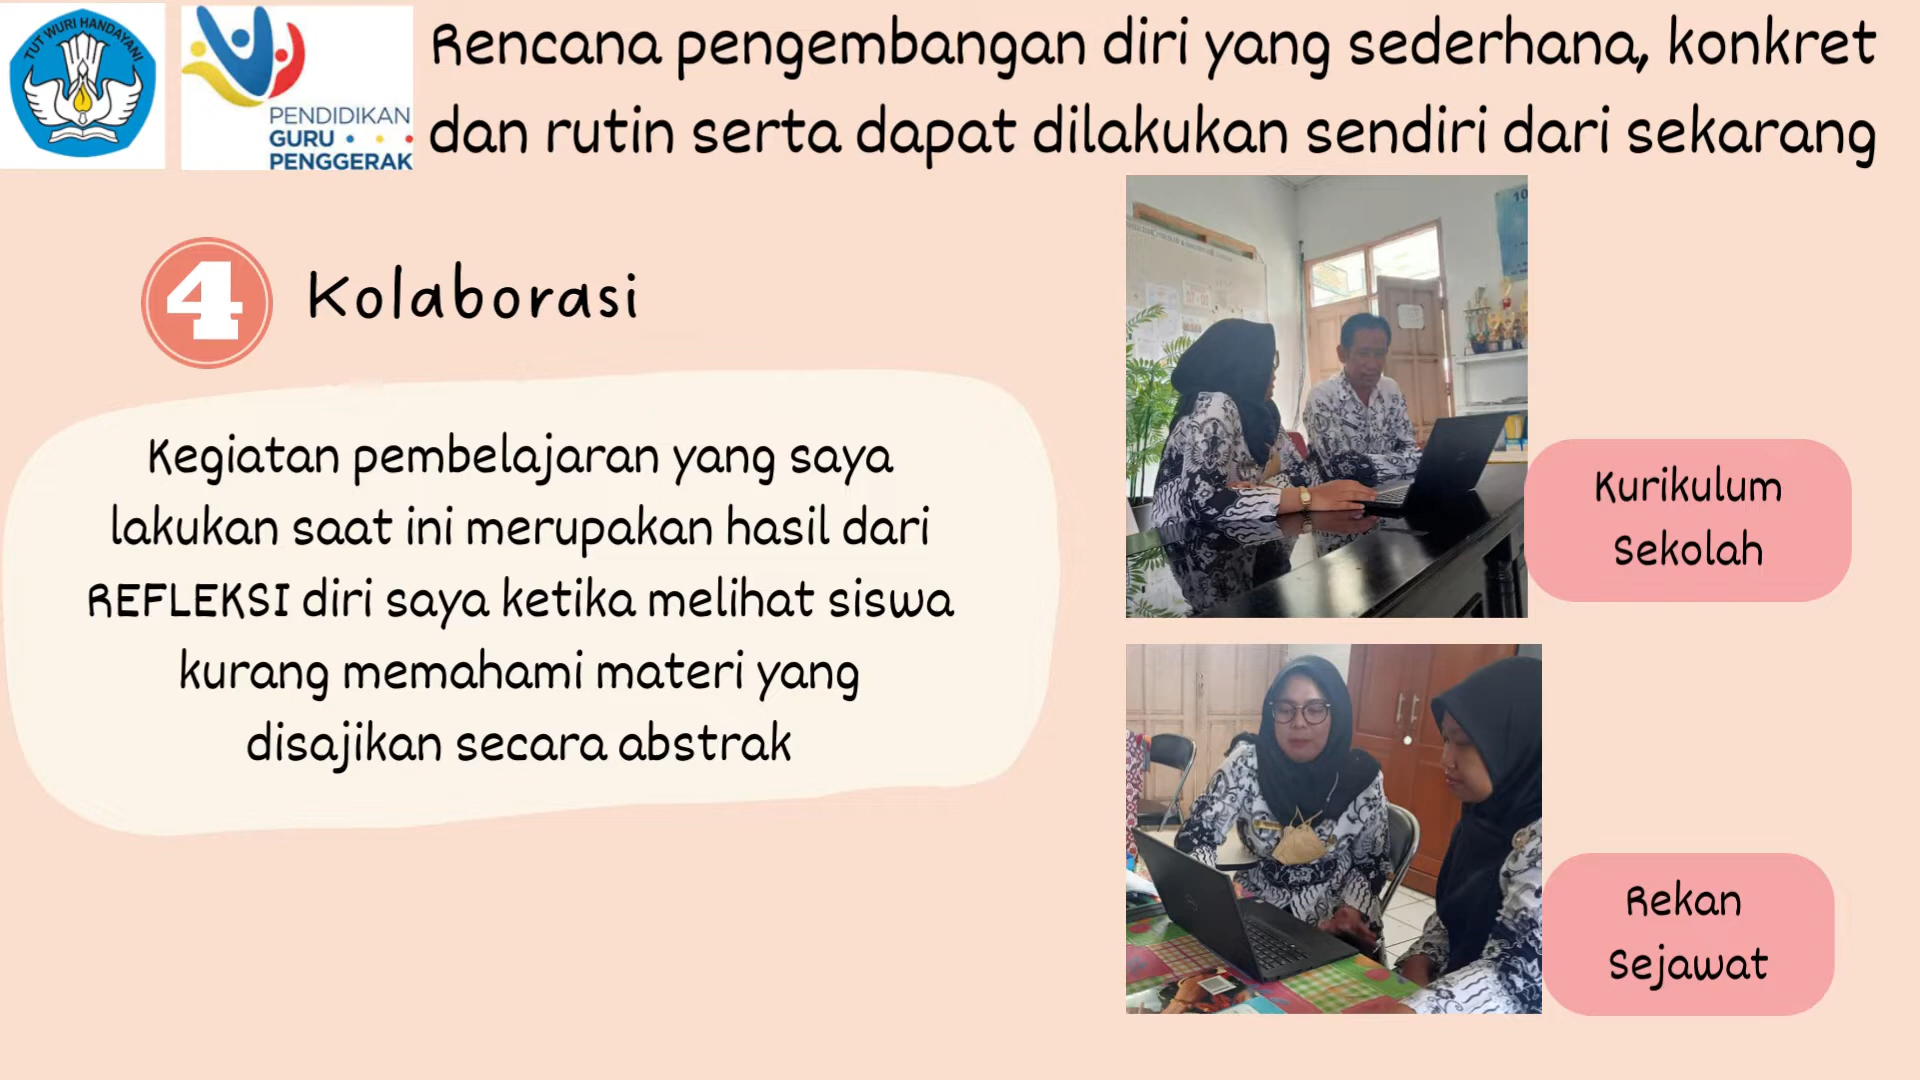 TUT WURI HANDAYANI
PENDIDIKAN
GURU
PENGGERAK
Rencana pengembangan diri yang sederhana, konkret
dan rutin serta dapat dilakukan sendiri dari sekarang
4
Kolaborasi
Kegiatan pembelajaran yang saya
lakukan saat ini merupakan hasil dari
REFLEKSI diri saya ketika melihat siswa
kurang memahami materi yang
disajikan secara abstrak
10
Kurikulum
Sekolah
Rekan
Sejawat